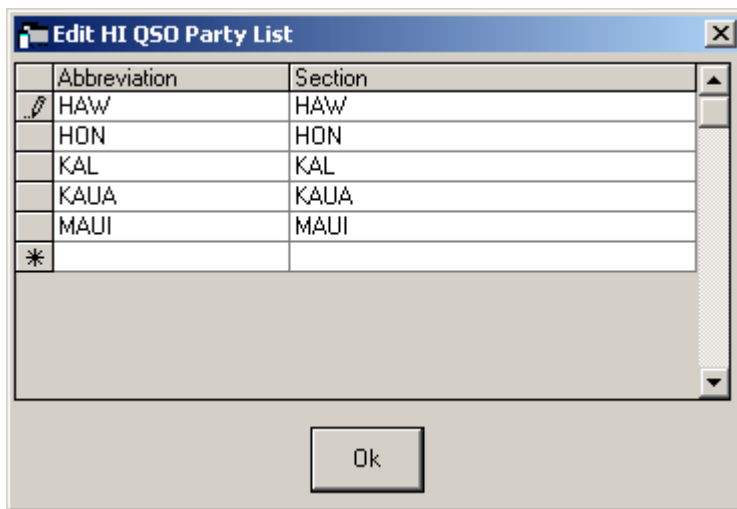 Edit HI QSO Party List
Abbreviation Section
HAW HAW
HON HON
KAL KAL
KAUA KAUA
MAUI MAUI
Ok